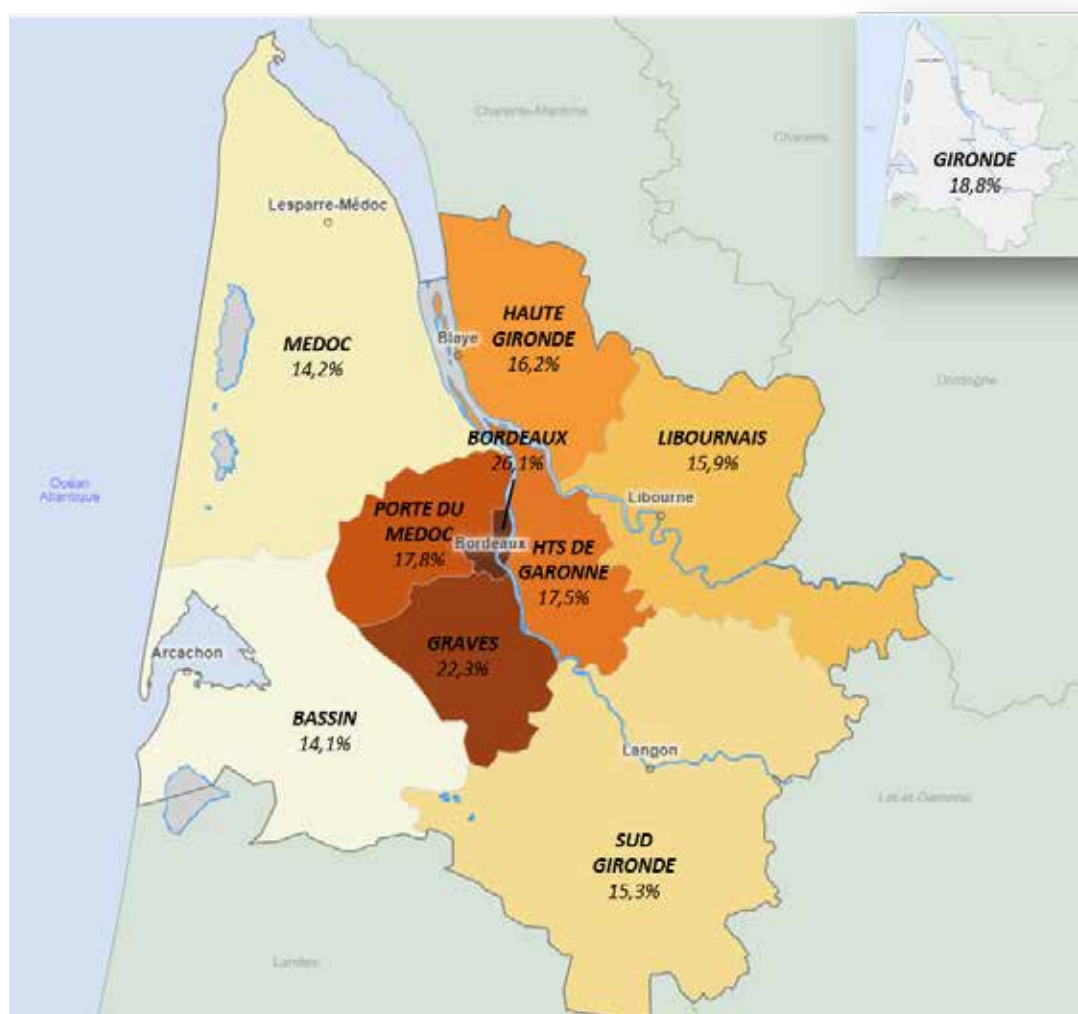 Charente-Maritime
Charente
GIRONDE
18,8%
Lesparre-Médoc
HAUTE
GIRONDE
16,2%
Blaye
MEDOC
14,2%
Dordogne
BORDEAUX
26,1%
LIBOURNAIS
15,9%
Océan
Atlantique
Libourne
PORTE DU
MEDOC
17,8%
Bordeaux
HTS DE
GARONNE
17,5%
GRAVES
22,3%
Arcachon
BASSIN
14,1%
Langon
Lot-et-Garonne
SUD
GIRONDE
15,3%
Landes